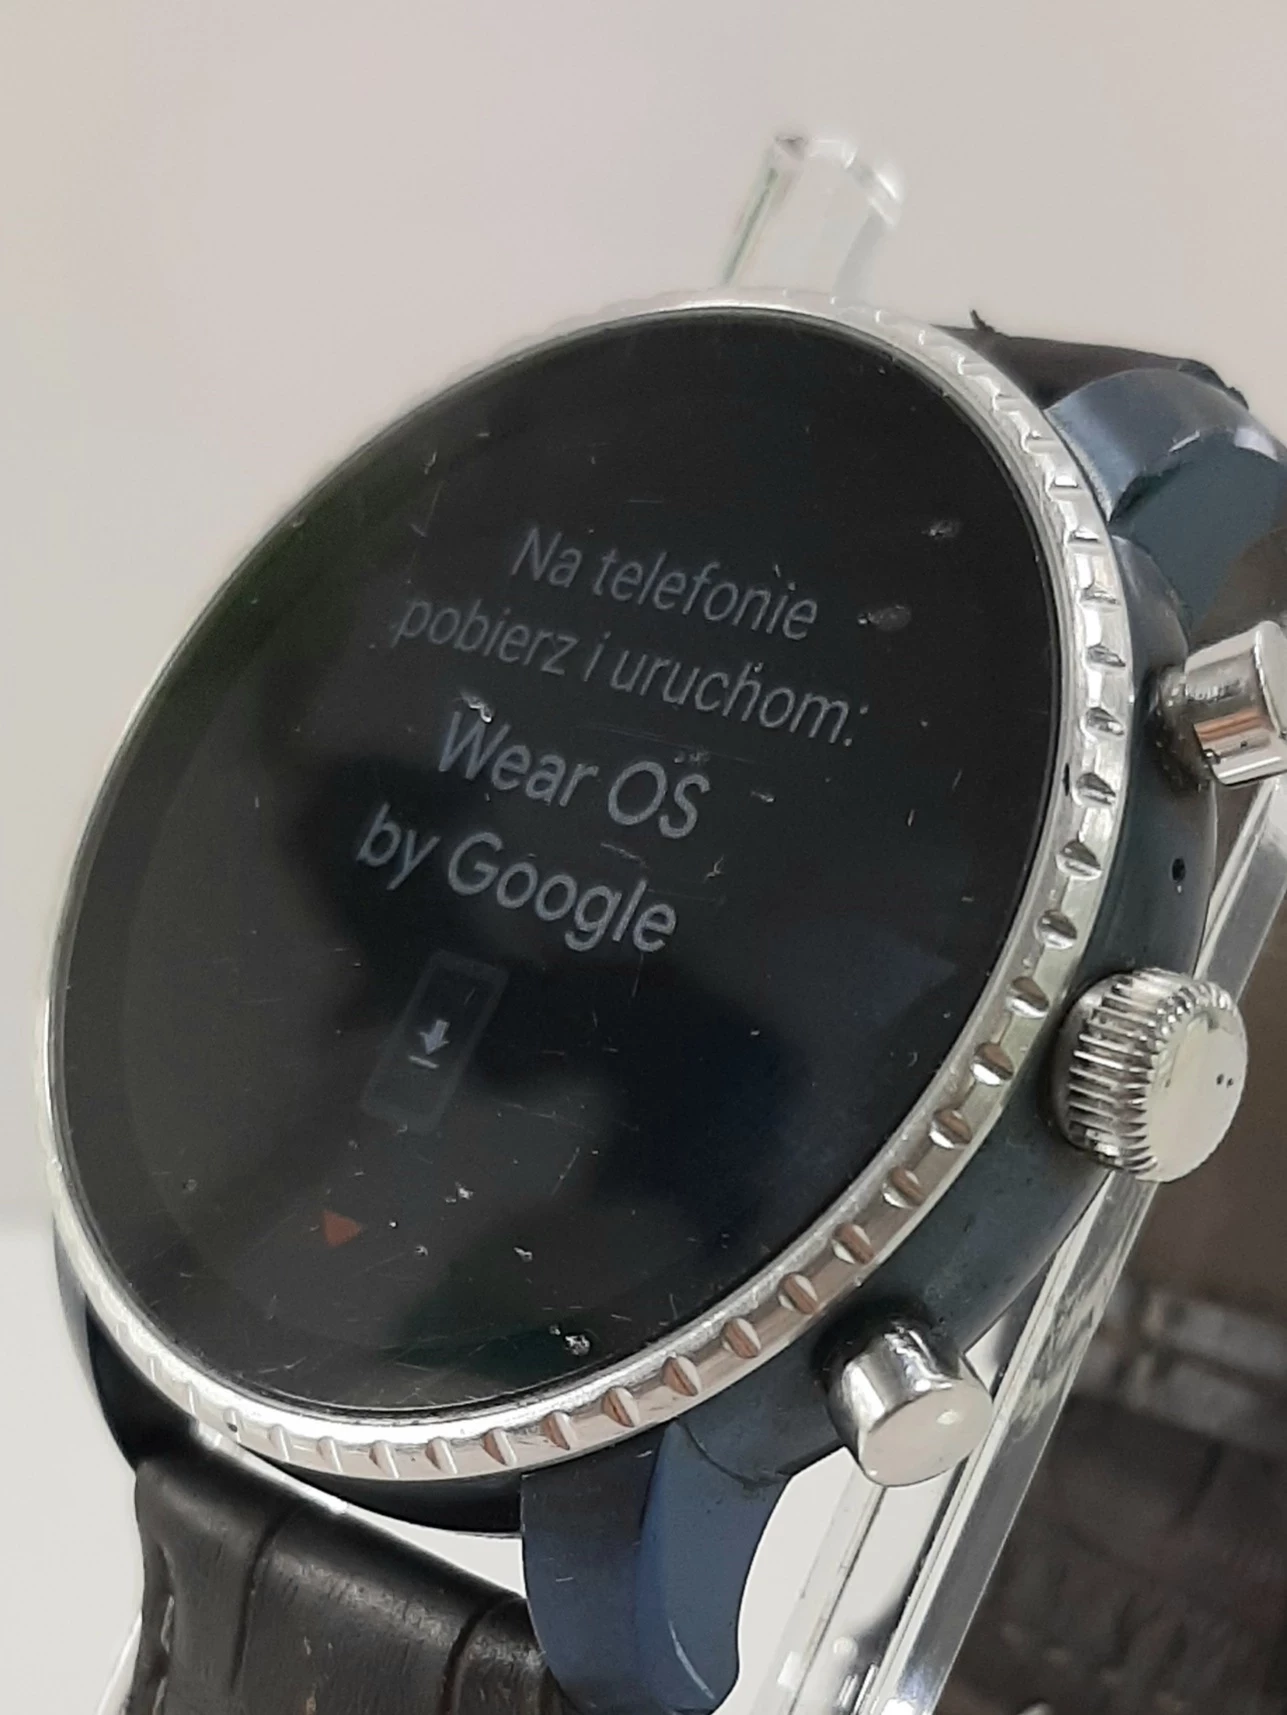 Na telefonie
pobierz i uruchom:
Wear OS
by Google